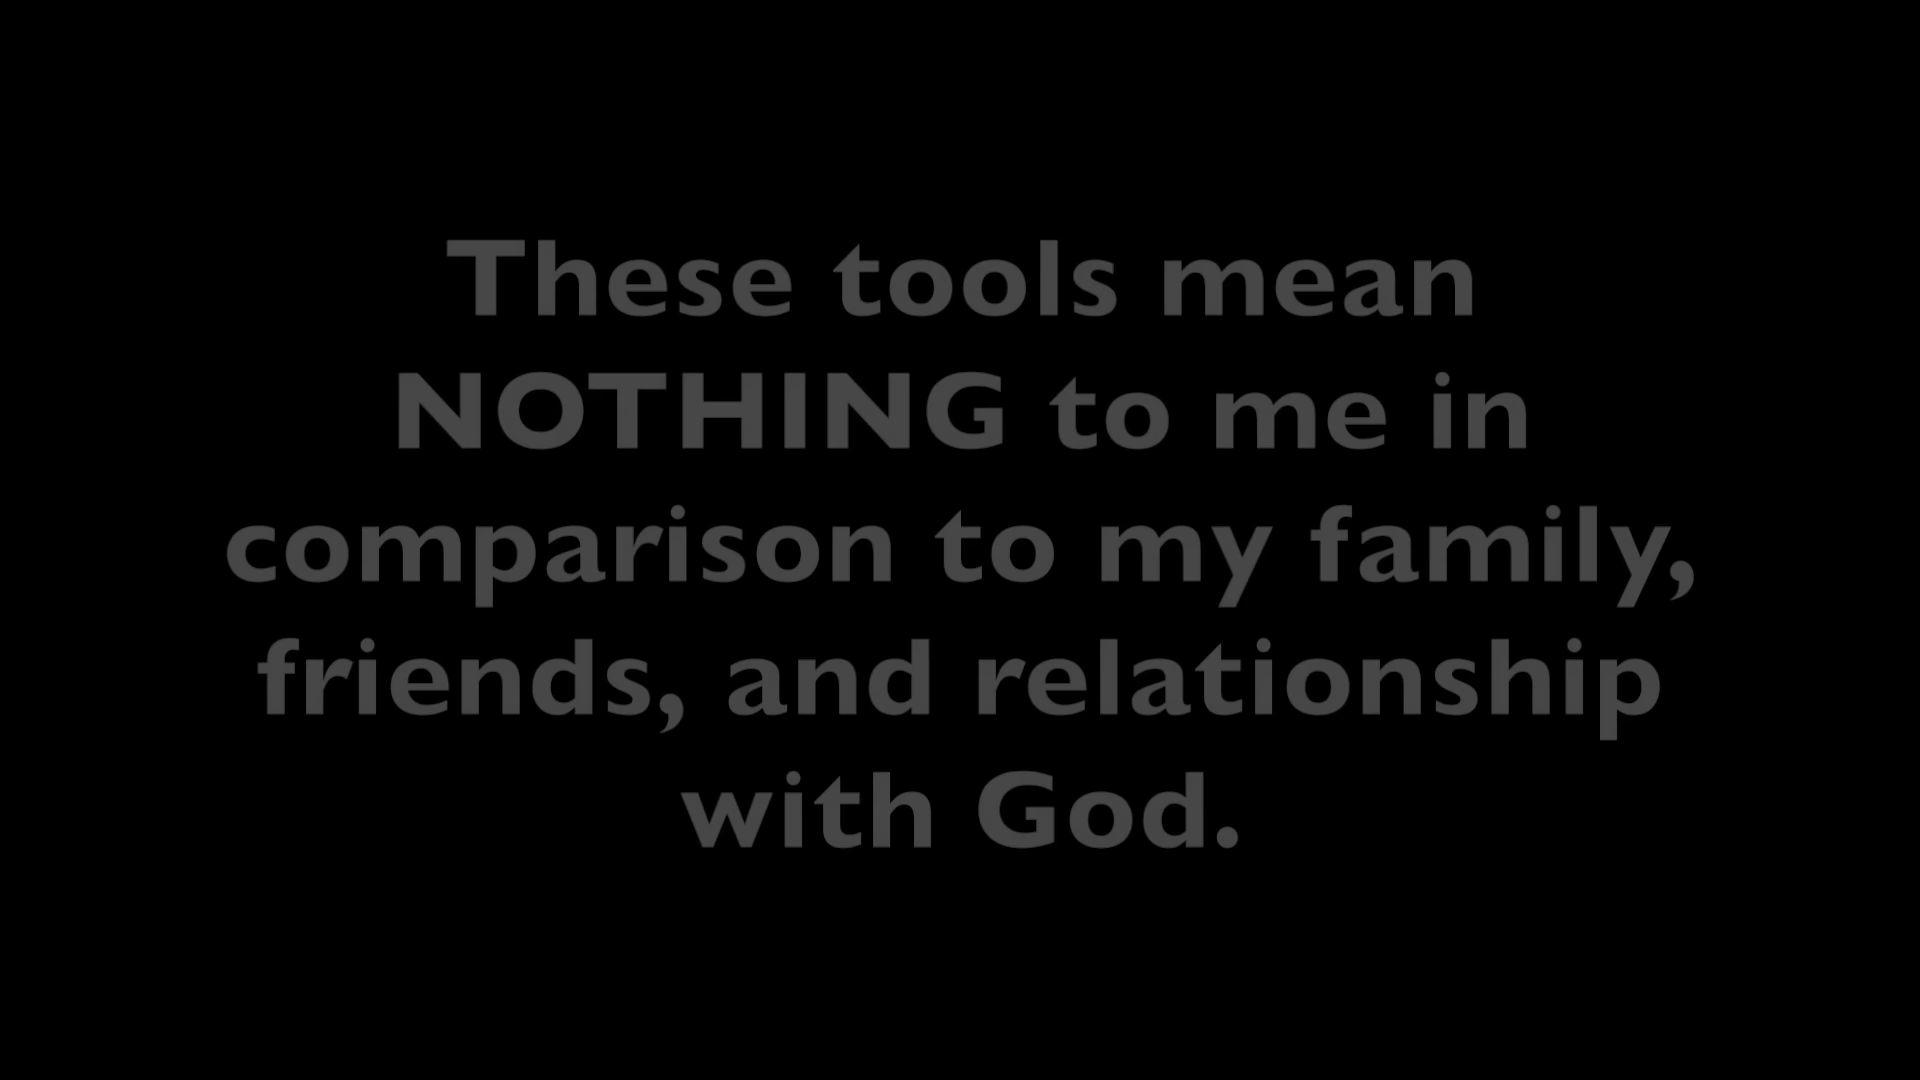 These tools mean
NOTHING to me in
comparison to my family,
friends, and relationship
with God.